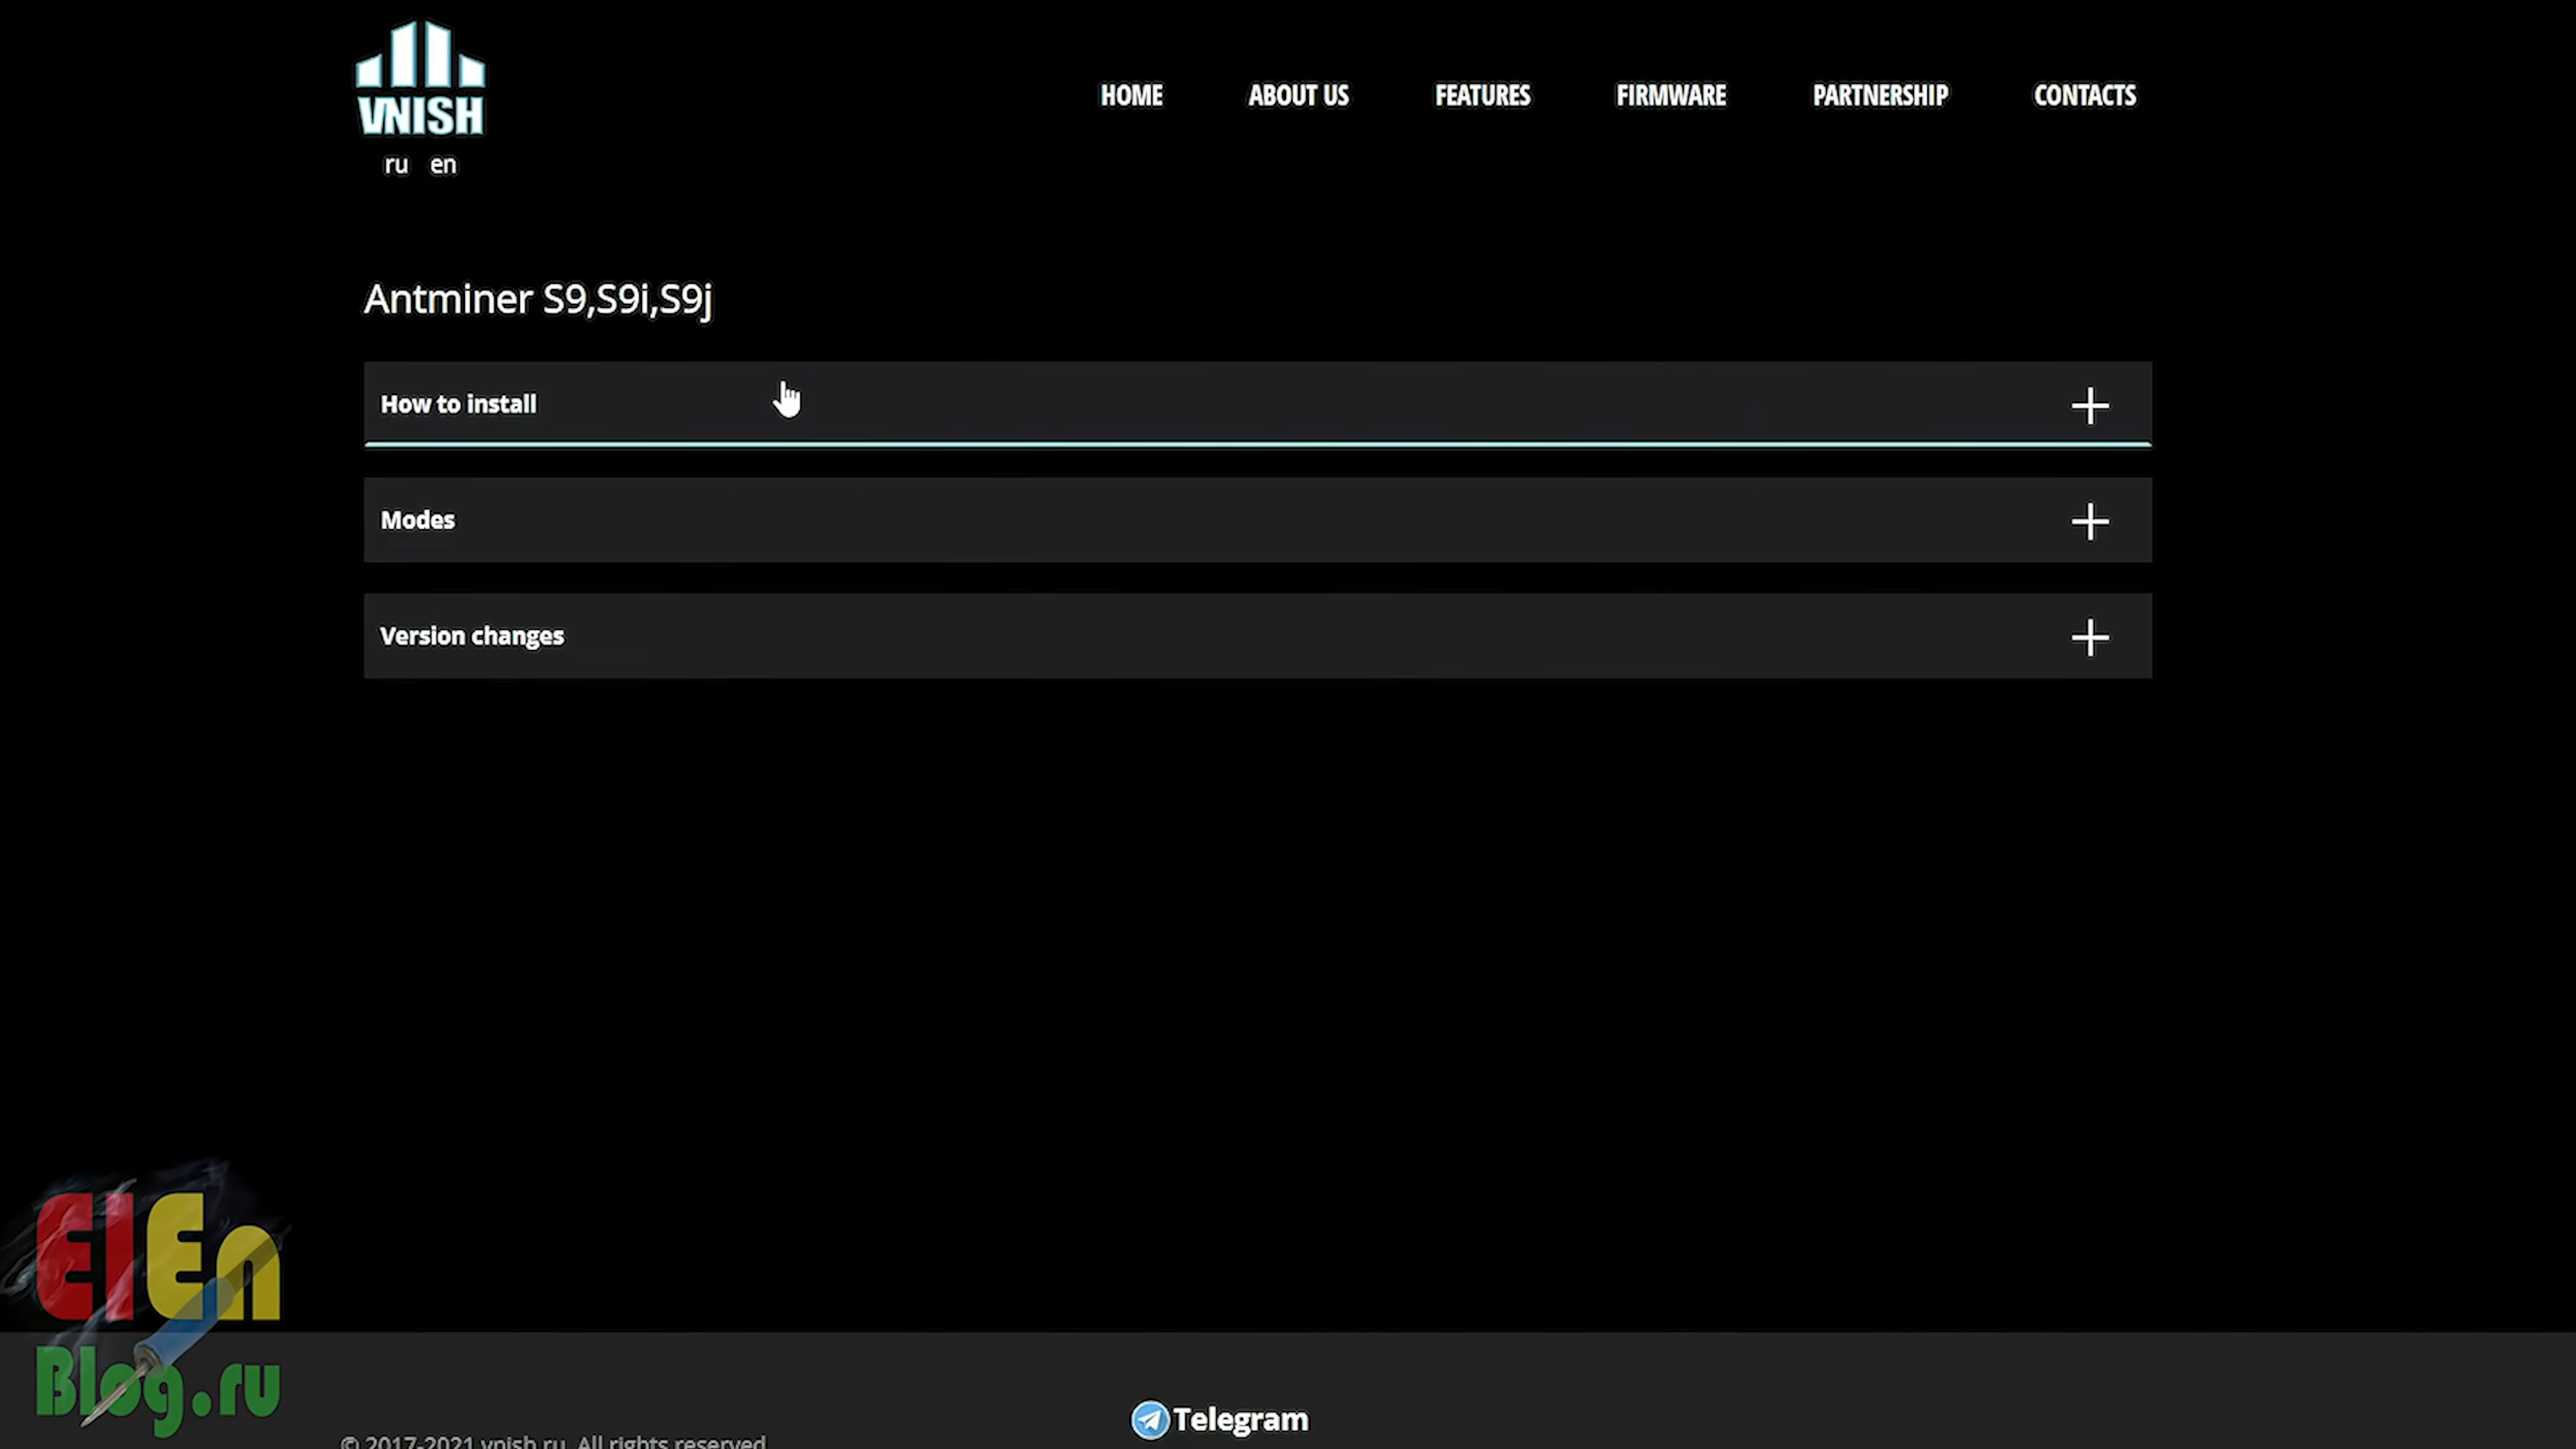 VNISH
ru en
HOME ABOUT US FEATURES FIRMWARE PARTNERSHIP CONTACTS
Antminer S9,S9i,S9j
How to install
Modes
Version changes
ElEn
Blog.ru
Telegram
© 2017-2021 vnish.ru. All rights reserved